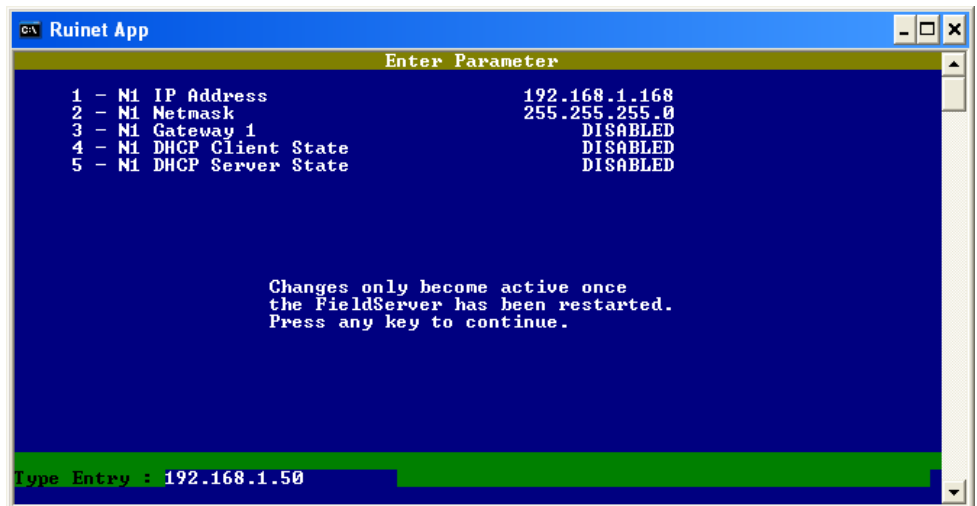 Ruinet App
Enter Parameter
1 - N1 IP Address 192.168.1.168
2 - N1 Netmask 255.255.255.0
3 - N1 Gateway 1 DISABLED
4 - N1 DHCP Client State DISABLED
5 - N1 DHCP Server State DISABLED
Changes only become active once
the FieldServer has been restarted.
Press any key to continue.
Type Entry : 192.168.1.50